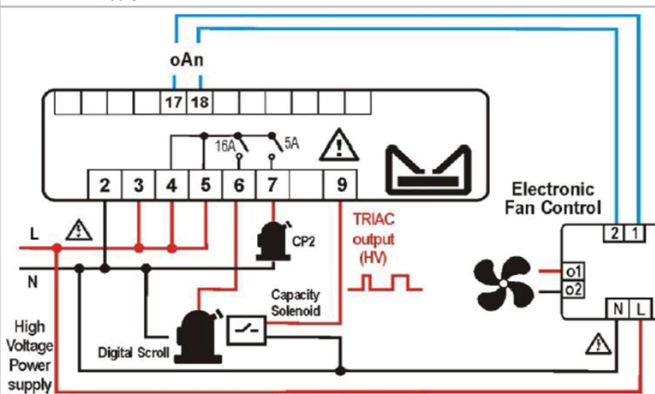 oAn
17 18
16A 5A
2 3 4 5 6 7 9
L
N
CP2
TRIAC
output
(HV)
Electronic
Fan Control
2 1
o1
o2
N L
Capacity
Solenoid
Digital Scroll
High
Voltage
Power
supply